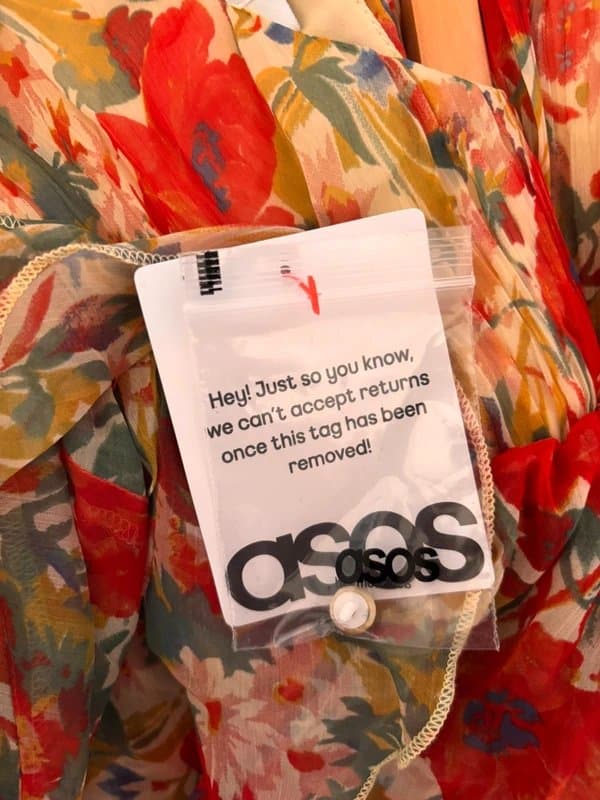 Hey! Just so you know,
we can't accept returns
once this tag has been
removed!
asos
asos